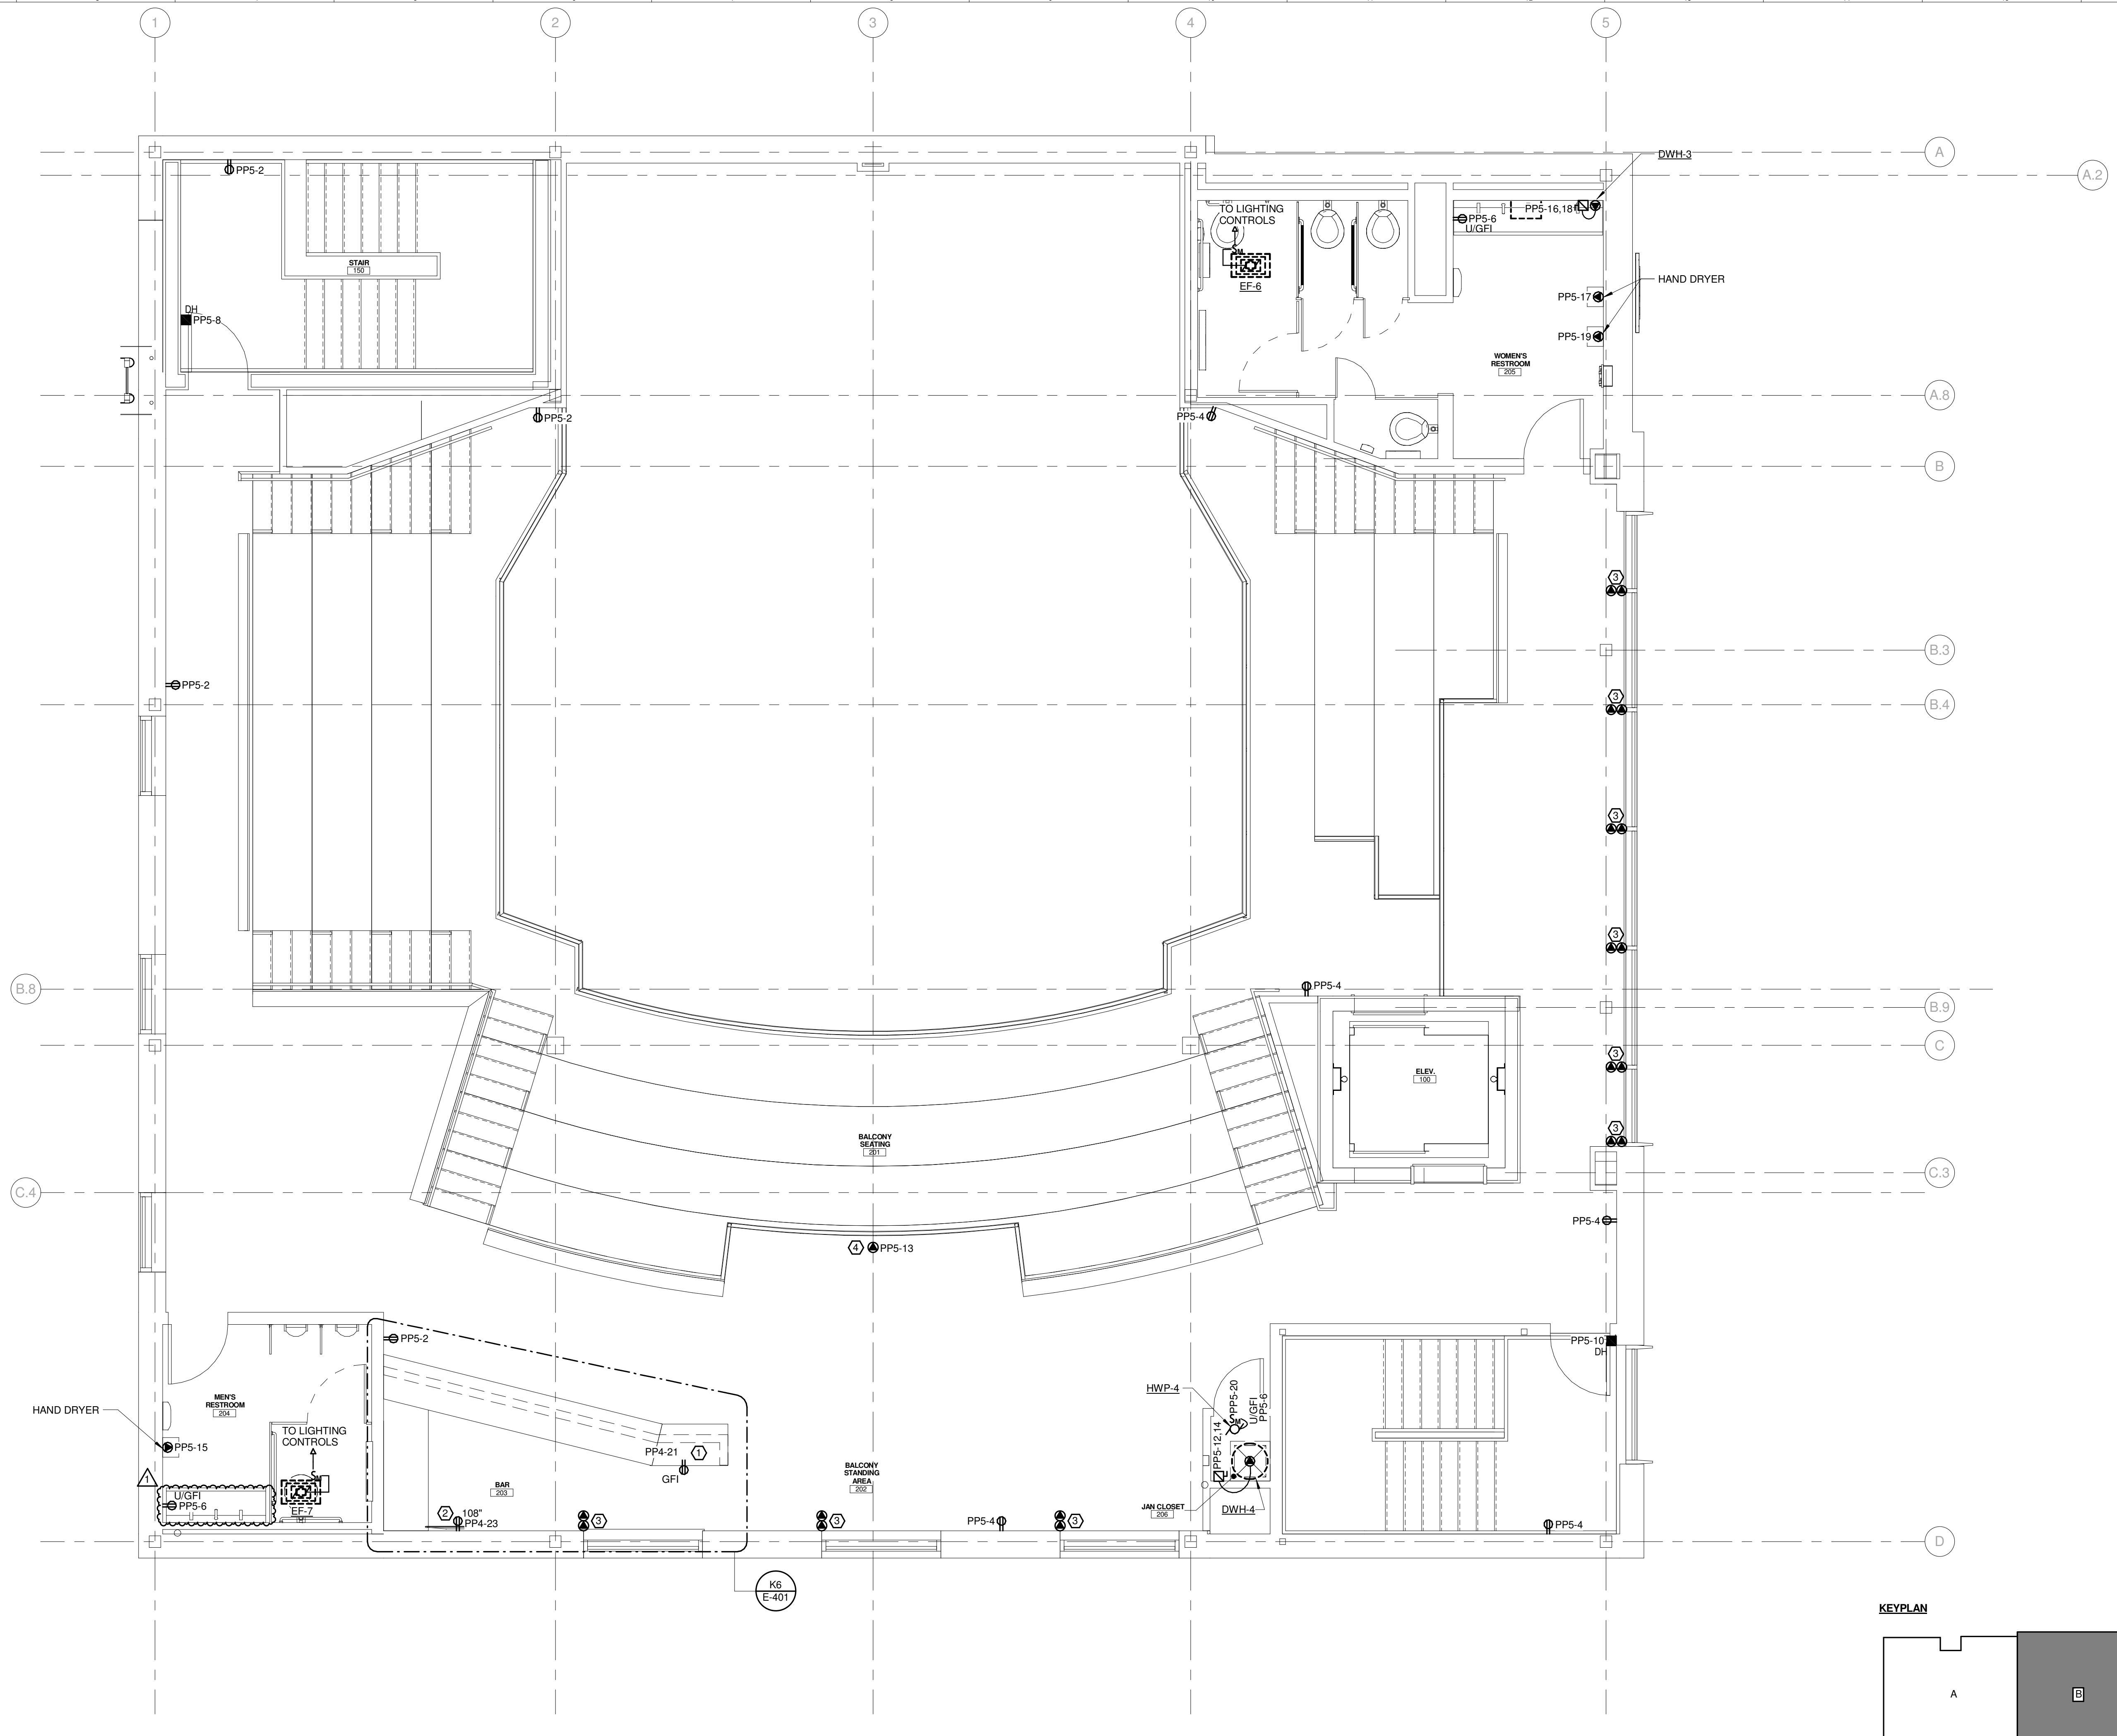 1
2
3
4
5
A
A.2
DWH-3
PP5-2
TO LIGHTING
CONTROLS
PP5-16,18
PP5-6
U/GFI
SM
EF-6
STAIR
150
HAND DRYER
PP5-17
DH
PP5-8
PP5-19
WOMEN'S
RESTROOM
205
A.8
PP5-2
PP5-4
B
3
B.3
PP5-2
3
B.4
3
3
B.8
PP5-4
B.9
C
3
ELEV.
100
3
BALCONY
SEATING
201
C.3
C.4
PP5-4
4
PP5-13
PP5-2
PP5-10
DH
MEN'S
RESTROOM
204
HAND DRYER
TO LIGHTING
CONTROLS
PP5-15
HWP-4
PP5-20
SM
U/GFI
PP5-6
PP5-12,14
PP4-21
1
GFI
1
SM
U/GFI
PP5-6
EF-7
BAR
203
BALCONY
STANDING
AREA
202
JAN CLOSET
206
DWH-4
2
108"
PP4-23
3
3
PP5-4
3
PP5-4
D
K6
E-401
KEYPLAN
A
B